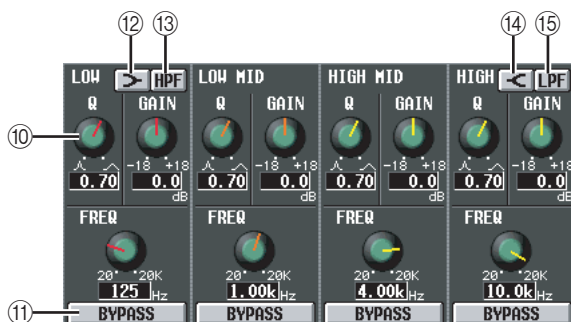 ⑫ ⑬ ⑭ ⑮
LOW HPF LOW MID HIGH MID HIGH LPF
Q GAIN Q GAIN Q GAIN Q GAIN
⑩
-18 +18 -18 +18 -18 +18 -18 +18
0.70 0.0 0.70 0.0 0.70 0.0 0.70 0.0
dB dB dB dB
FREQ FREQ FREQ FREQ
20 20K 20 20K 20 20K 20 20K
125 Hz 1.00k Hz 4.00k Hz 10.0k Hz
⑪ BYPASS BYPASS BYPASS BYPASS